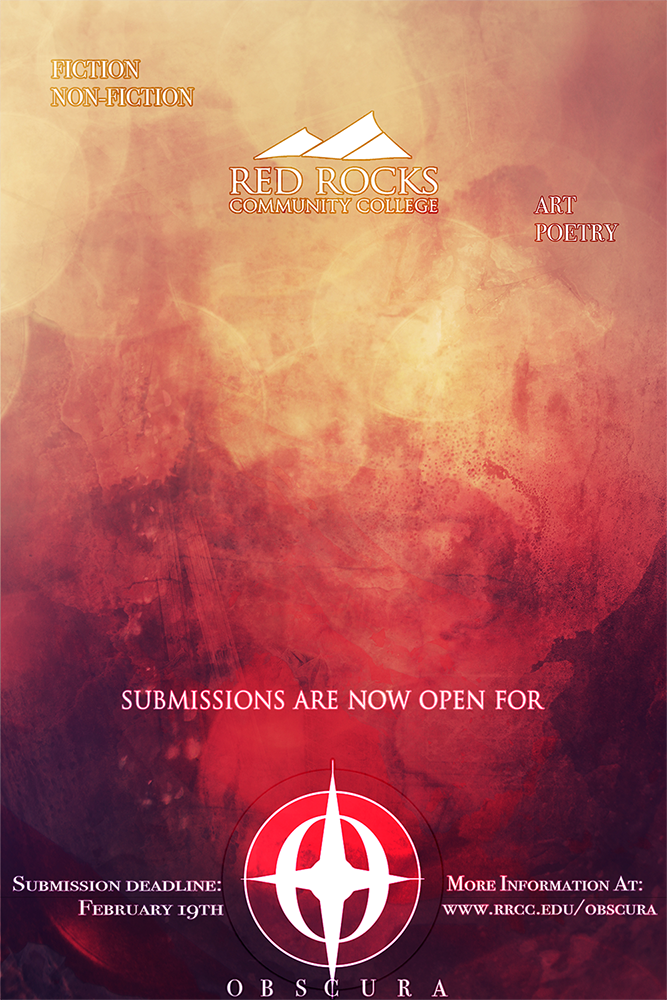 FICTION
NON-FICTION
RED ROCKS
COMMUNITY COLLEGE
ART
POETRY
SUBMISSIONS ARE NOW OPEN FOR
SUBMISSION DEADLINE:
FEBRUARY 19TH
MORE INFORMATION AT:
WWW.RRCC.EDU/OBSCURA
OBSCURA